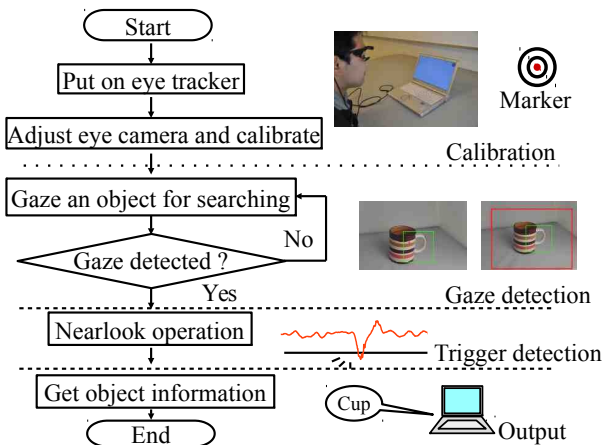 Start
Put on eye tracker
Marker
Adjust eye camera and calibrate
Calibration
Gaze an object for searching
No
Gaze detected ?
Yes
Gaze detection
Nearlook operation
Trigger detection
Get object information
Cup
Output
End